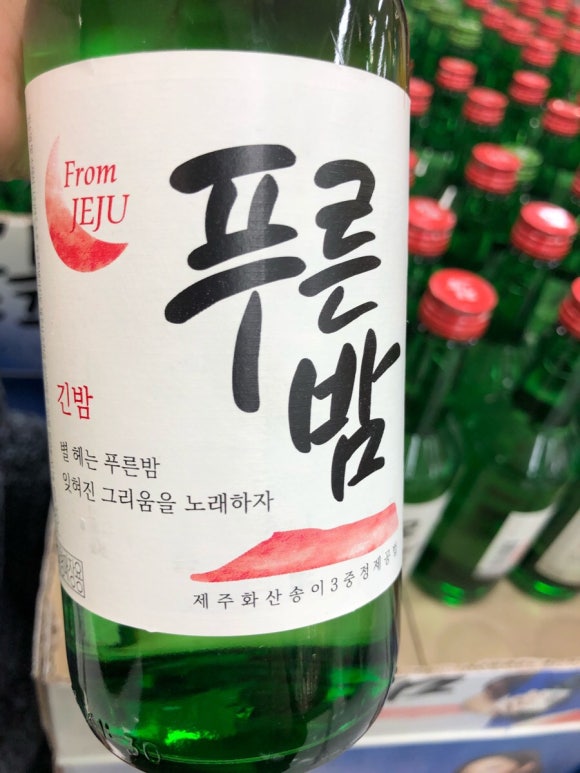 From
JEJU
푸른
밤
긴밤
별 헤는 푸른밤
잊혀진 그리움을 노래하자
제주화산송이3중정제공법